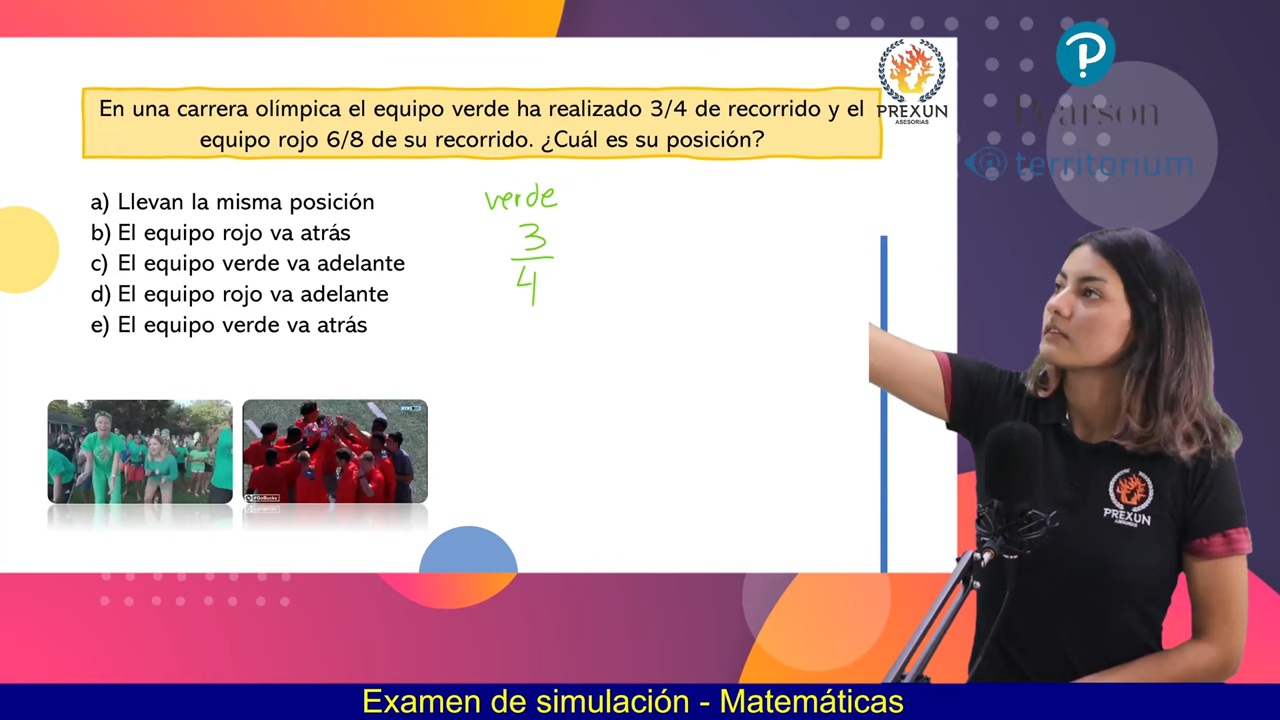 En una carrera olímpica el equipo verde ha realizado 3/4 de recorrido y el
equipo rojo 6/8 de su recorrido. ¿Cuál es su posición?
PREXUN
ASESORIAS
Pearson
territorium
a) Llevan la misma posición
b) El equipo rojo va atrás
c) El equipo verde va adelante
d) El equipo rojo va adelante
e) El equipo verde va atrás
verde
3
4
#GoBucks
PREXUN
ASESORIAS
Examen de simulación - Matemáticas